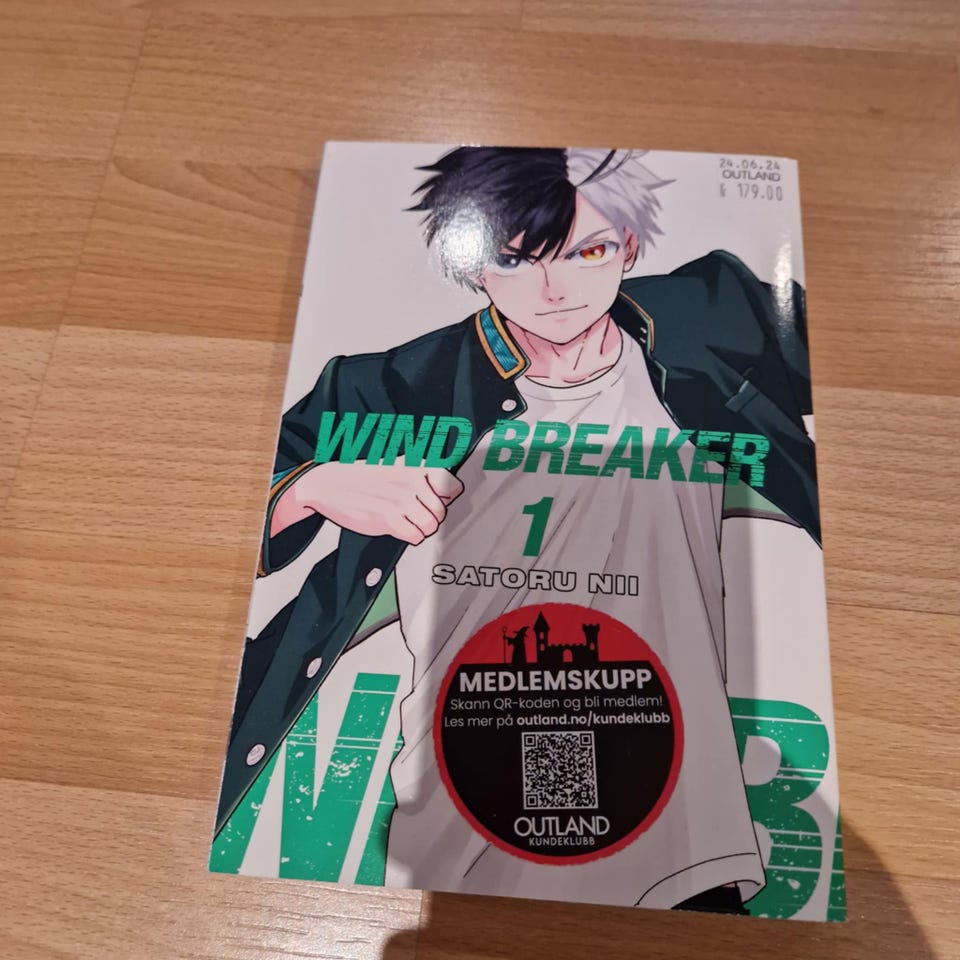 24.06.24
OUTLAND
k 179.00
WIND BREAKER
1
SATORU NII
MEDLEMSKUPP
Skann QR-koden og bli medlem!
Les mer på outland.no/kundeklubb
OUTLAND
KUNDEKLUBB